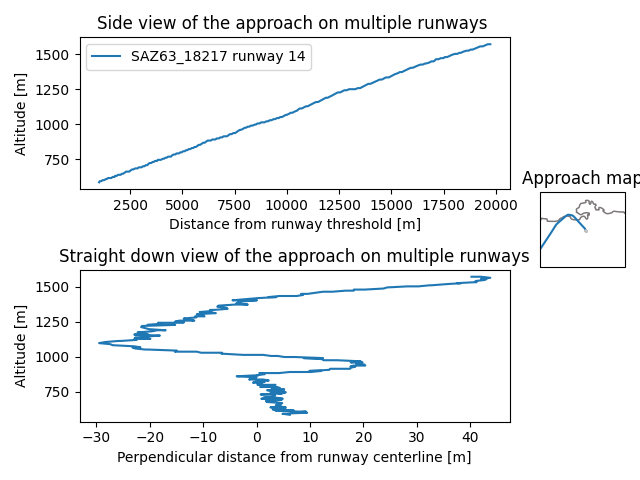 Side view of the approach on multiple runways
1500
1250
1000
750
Altitude [m]
SAZ63_18217 runway 14
2500 5000 7500 10000 12500 15000 17500 20000
Distance from runway threshold [m]
Approach map
Straight down view of the approach on multiple runways
1500
1250
1000
750
Altitude [m]
−30 −20 −10 0 10 20 30 40
Perpendicular distance from runway centerline [m]